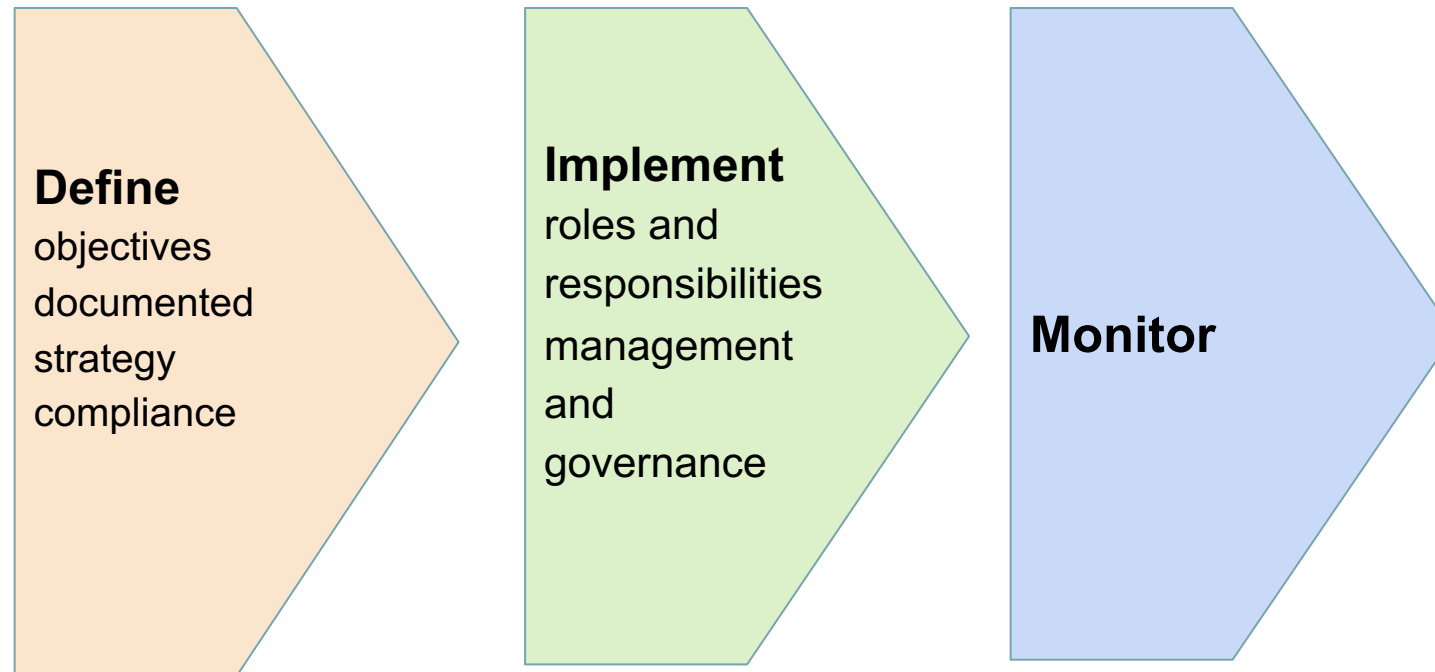 Define
objectives
documented
strategy
compliance
Implement
roles and
responsibilities
management
and
governance
Monitor